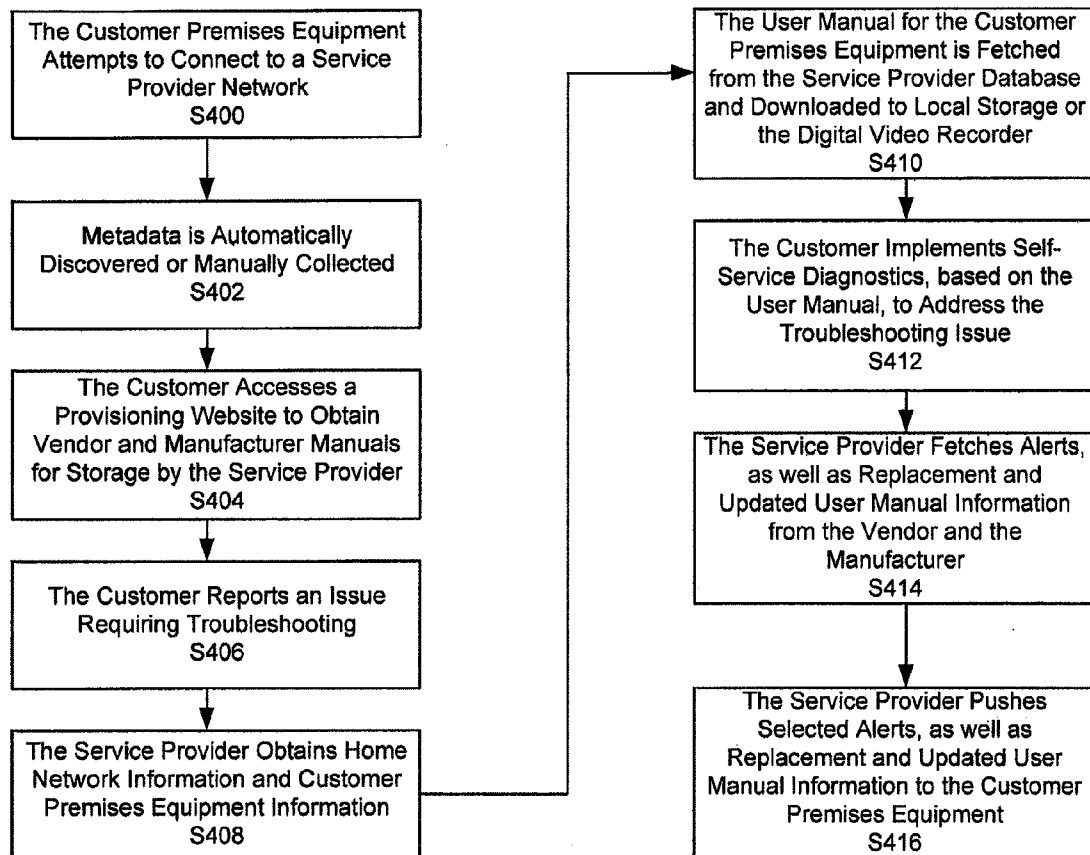 The Customer Premises Equipment
Attempts to Connect to a Service
Provider Network
S400
Metadata is Automatically
Discovered or Manually Collected
S402
The Customer Accesses a
Provisioning Website to Obtain
Vendor and Manufacturer Manuals
for Storage by the Service Provider
S404
The Customer Reports an Issue
Requiring Troubleshooting
S406
The Service Provider Obtains Home
Network Information and Customer
Premises Equipment Information
S408
The User Manual for the Customer
Premises Equipment is Fetched
from the Service Provider Database
and Downloaded to Local Storage or
the Digital Video Recorder
S410
The Customer Implements Self-
Service Diagnostics, based on the
User Manual, to Address the
Troubleshooting Issue
S412
The Service Provider Fetches Alerts,
as well as Replacement and
Updated User Manual Information
from the Vendor and the
Manufacturer
S414
The Service Provider Pushes
Selected Alerts, as well as
Replacement and Updated User
Manual Information to the Customer
Premises Equipment
S416